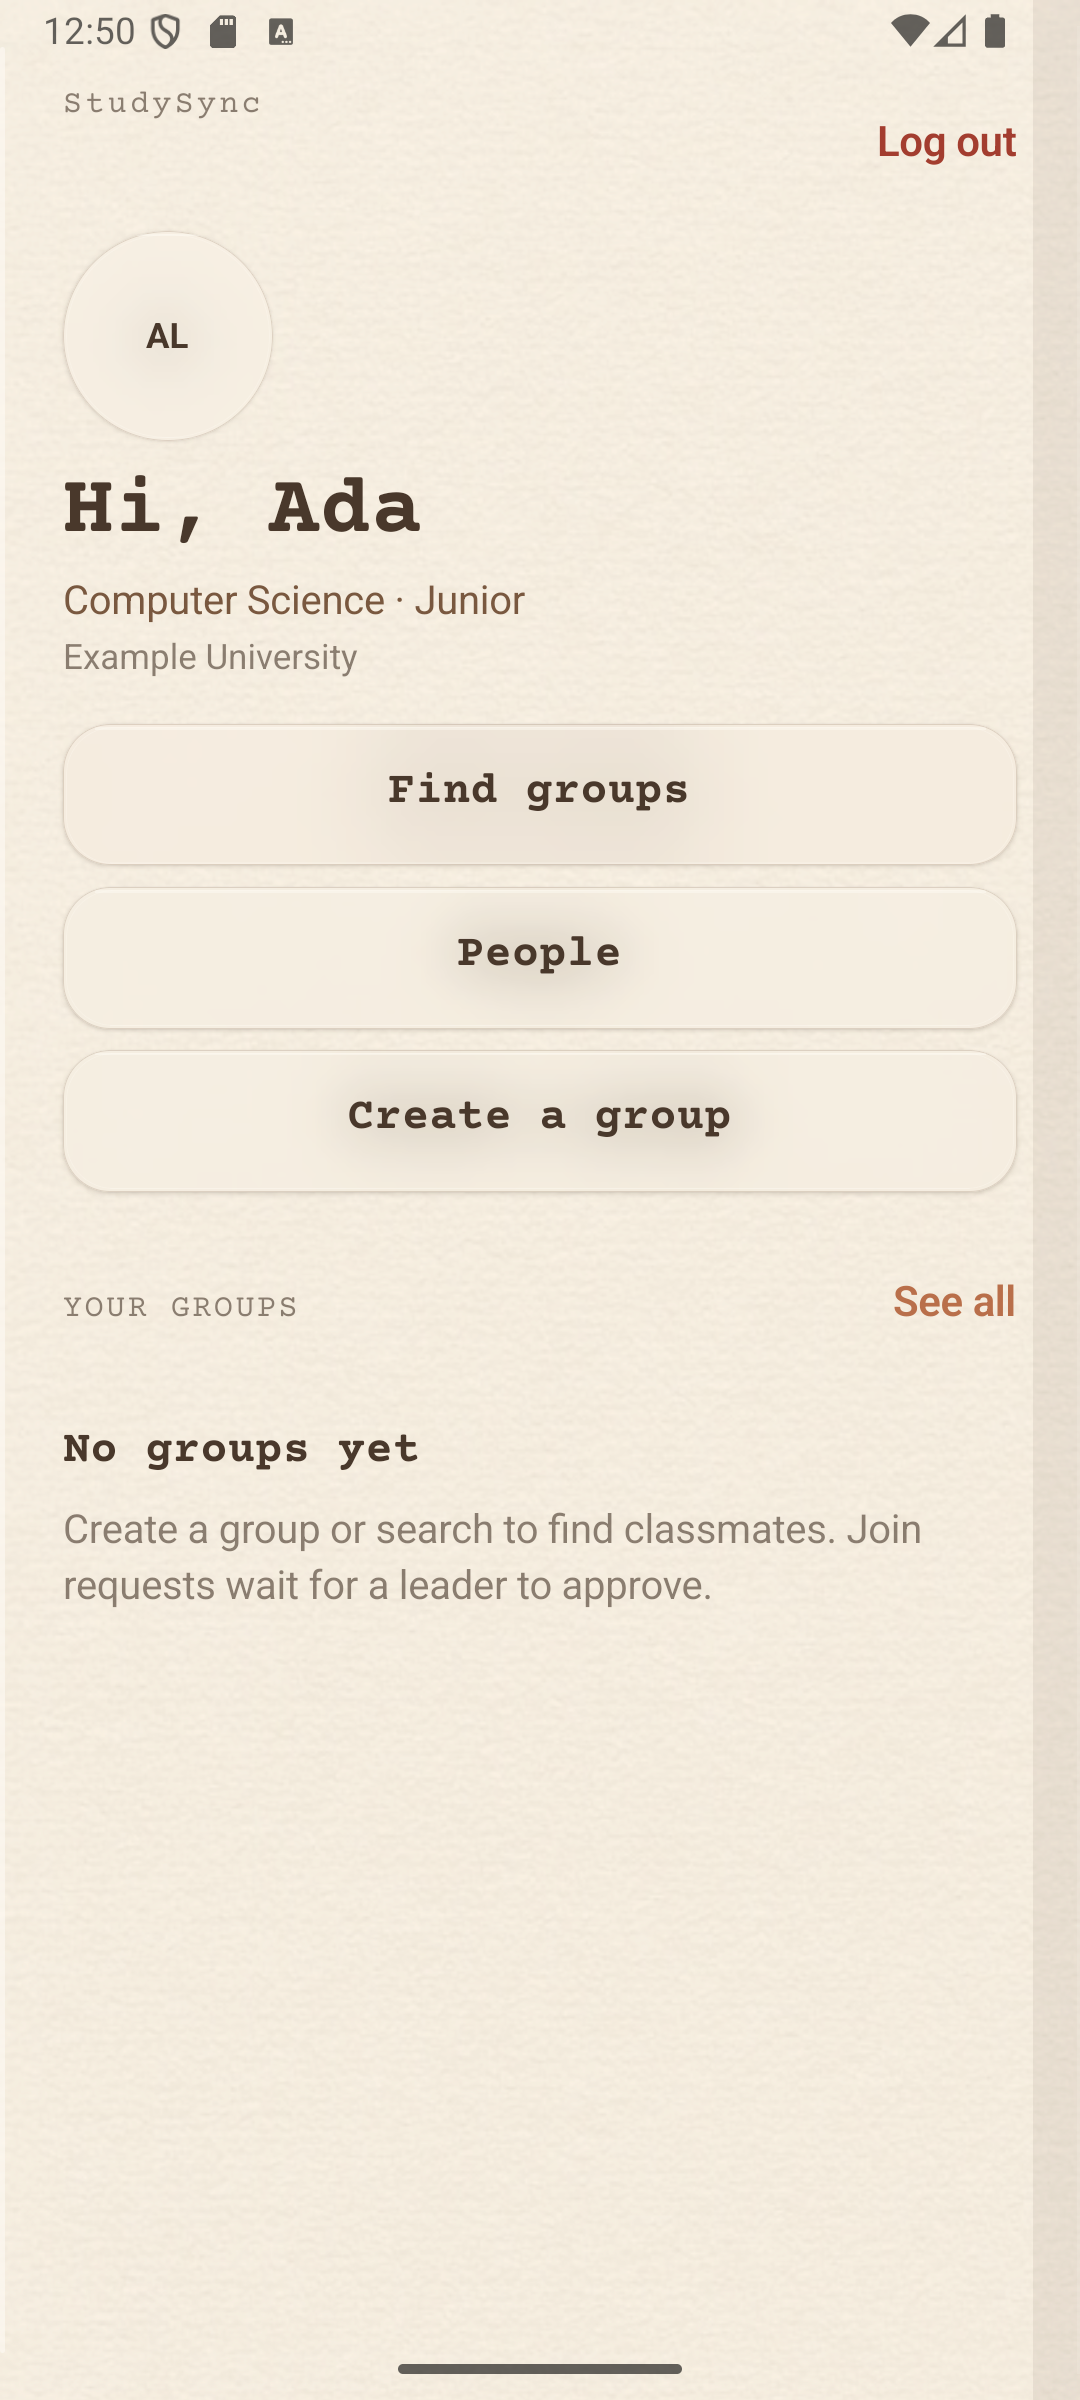 12:50
StudySync
Log out
AL
Hi, Ada
Computer Science · Junior
Example University
Find groups
People
Create a group
YOUR GROUPS
See all
No groups yet
Create a group or search to find classmates. Join
requests wait for a leader to approve.